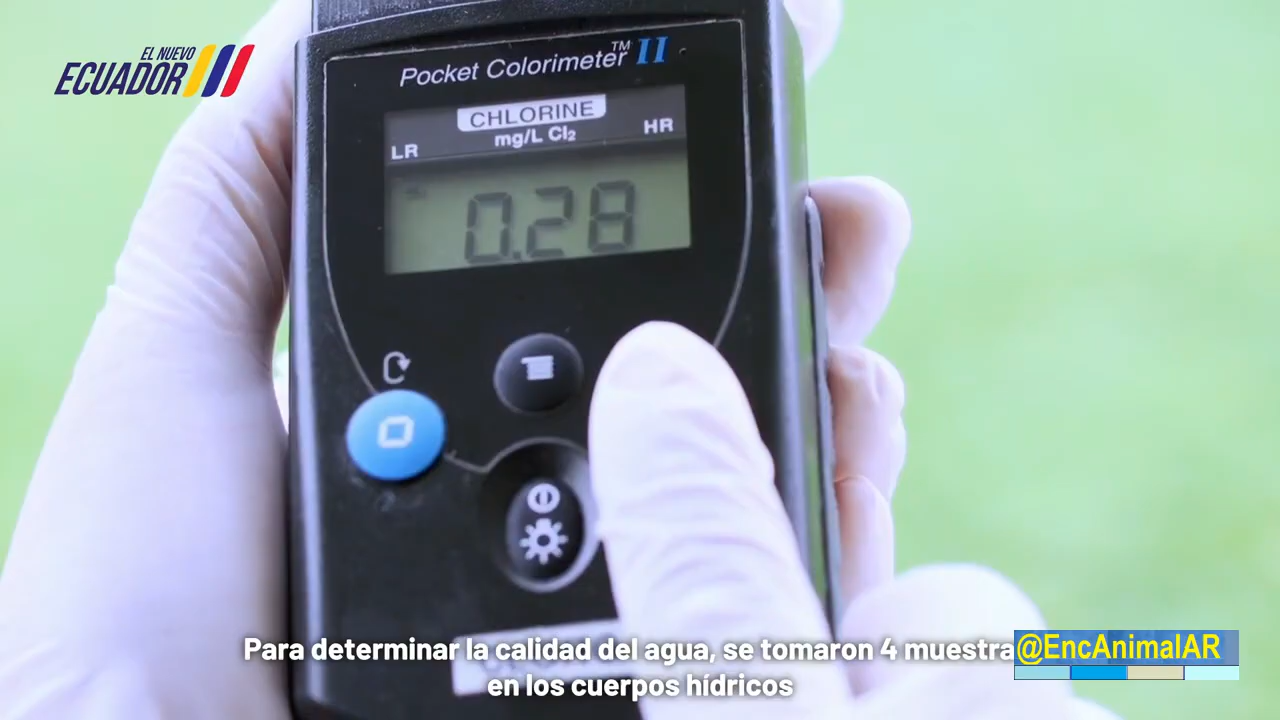 EL NUEVO
ECUADOR
Pocket Colorimeter™ II
CHLORINE
mg/L Cl₂
LR
HR
0.28
Para determinar la calidad del agua, se tomaron 4 muestra
en los cuerpos hídricos
@EncAnimalAR